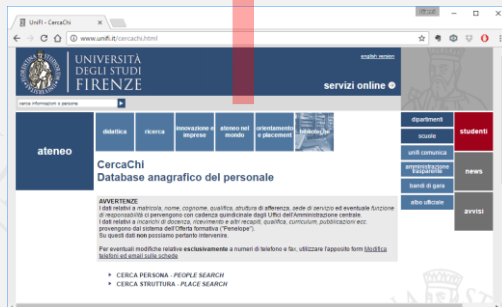 UniFI - CercaChi
www.unifi.it/cercachi.html
english version
UNIVERSITÀ
DEGLI STUDI
FIRENZE
servizi online
cerca informazioni o persone
ateneo
didattica
ricerca
innovazione e imprese
ateneo nel mondo
orientamento e placement
biblioteche
dipartimenti
scuole
unifi comunica
amministrazione trasparente
bandi di gara
albo ufficiale
studenti
news
avvisi
CercaChi
Database anagrafico del personale
AVVERTENZE
I dati relativi a matricola, nome, cognome, qualifica, struttura di afferenza, sede di servizio ed eventuale funzione
di responsabilità ci pervengono con cadenza quindicinale dagli Uffici dell'Amministrazione centrale.
I dati relativi a incarichi di docenza, ricevimento e altri recapiti, qualifica, curriculum, pubblicazioni ecc.
provengono dal sistema dell'Offerta formativa ("Penelope").
Su questi dati non possiamo pertanto intervenire.
Per eventuali modifiche relative esclusivamente a numeri di telefono e fax, utilizzare l'apposito form Modifica
telefoni ed email sulle schede
CERCA PERSONA - PEOPLE SEARCH
CERCA STRUTTURA - PLACE SEARCH